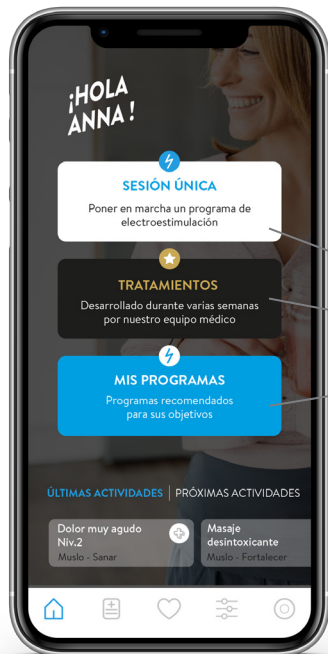 ¡HOLA
ANNA!
SESIÓN ÚNICA
Poner en marcha un programa de
electroestimulación
TRATAMIENTOS
Desarrollado durante varias semanas
por nuestro equipo médico
MIS PROGRAMAS
Programas recomendados
para sus objetivos
ÚLTIMAS ACTIVIDADES | PRÓXIMAS ACTIVIDADES
Dolor muy agudo
Niv.2
Muslo - Sanar
Masaje
desintoxicante
Muslo - Fortalecer